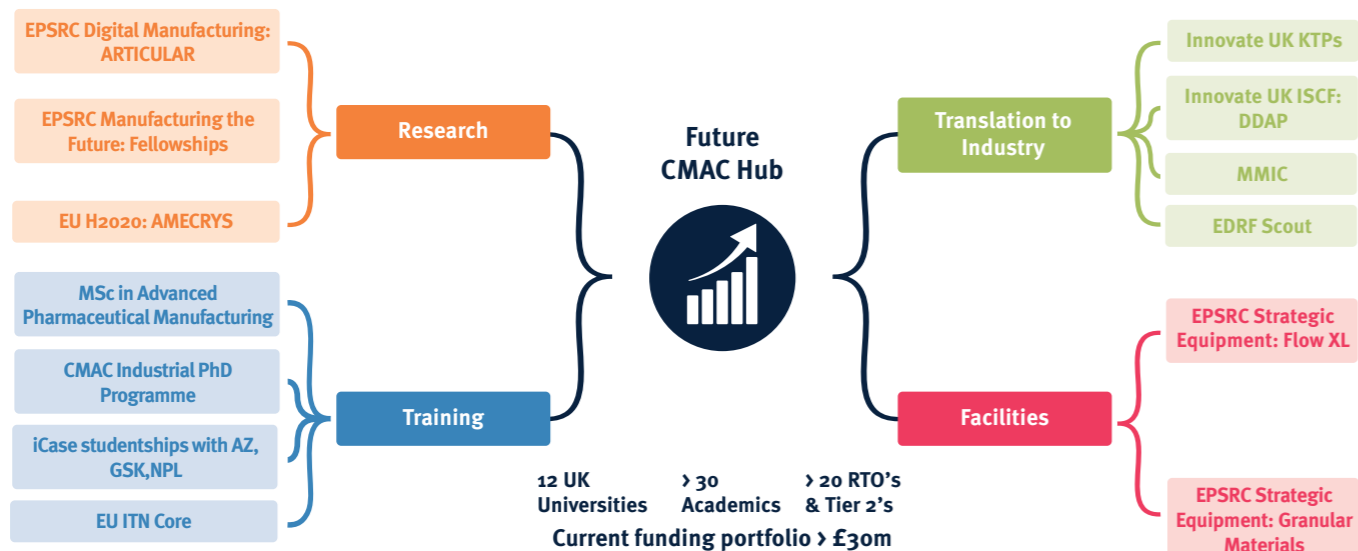 EPSRC Digital Manufacturing:
ARTICULAR
EPSRC Manufacturing the
Future: Fellowships
EU H2020: AMECRYS
Research
MSc in Advanced
Pharmaceutical Manufacturing
CMAC Industrial PhD
Programme
iCase studentships with AZ,
GSK,NPL
EU ITN Core
Training
Future
CMAC Hub
12 UK
Universities
> 30
Academics
> 20 RTO's
& Tier 2's
Current funding portfolio > £30m
Translation to
Industry
Innovate UK KTPs
Innovate UK ISCF:
DDAP
MMIC
EDRF Scout
Facilities
EPSRC Strategic
Equipment: Flow XL
EPSRC Strategic
Equipment: Granular
Materials